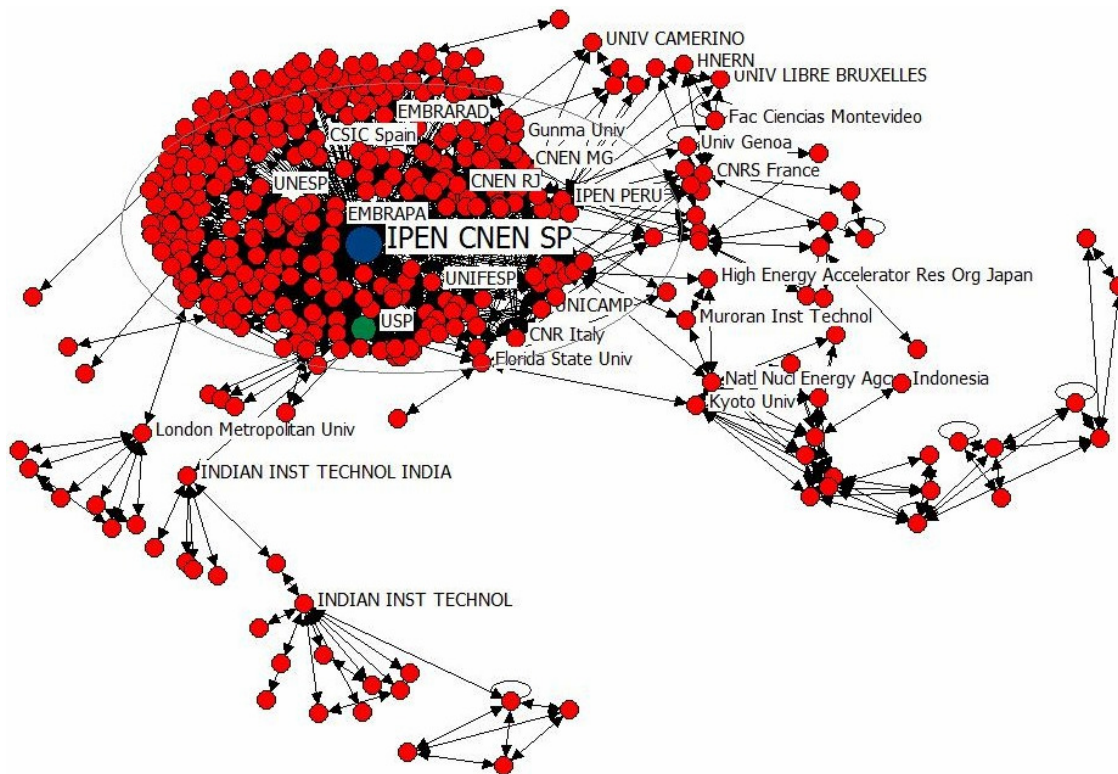 UNIV CAMERINO
HNERN
UNIV LIBRE BRUXELLES
EMBRARAD
Fac Ciencias Montevideo
CSIC Spain
Gunma Univ
Univ Genoa
CNEN MG
CNRS France
CNEN RJ
UNESP
IPEN PERU
EMBRAPA
IPEN CNEN SP
UNIFESP
High Energy Accelerator Res Org Japan
UNICAMP
USP
Muroran Inst Technol
CNR Italy
Florida State Univ
Natl Nucl Energy Agcy Indonesia
Kyoto Univ
London Metropolitan Univ
INDIAN INST TECHNOL INDIA
INDIAN INST TECHNOL